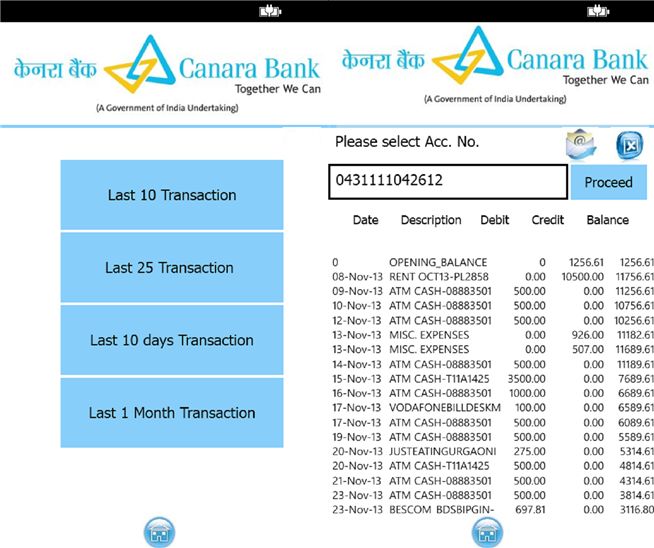 केनरा बैंक Canara Bank
Together We Can
(A Government of India Undertaking)
Last 10 Transaction
Last 25 Transaction
Last 10 days Transaction
Last 1 Month Transaction
केनरा बैंक Canara Bank
Together We Can
(A Government of India Undertaking)
Please select Acc. No.
0431111042612 Proceed
Date Description Debit Credit Balance
0 OPENING_BALANCE 0 1256.61 1256.61
08-Nov-13 RENT OCT13-PL2858 0.00 10500.00 11756.61
09-Nov-13 ATM CASH-08883501 500.00 0.00 11256.61
10-Nov-13 ATM CASH-08883501 500.00 0.00 10756.61
12-Nov-13 ATM CASH-08883501 500.00 0.00 10256.61
13-Nov-13 MISC. EXPENSES 0.00 926.00 11182.61
13-Nov-13 MISC. EXPENSES 0.00 507.00 11689.61
14-Nov-13 ATM CASH-08883501 500.00 0.00 11189.61
15-Nov-13 ATM CASH-T11A1425 3500.00 0.00 7689.61
16-Nov-13 ATM CASH-08883501 1000.00 0.00 6689.61
17-Nov-13 VODAFONEBILLDESKM 100.00 0.00 6589.61
17-Nov-13 ATM CASH-08883501 500.00 0.00 6089.61
19-Nov-13 ATM CASH-08883501 500.00 0.00 5589.61
20-Nov-13 JUSTEATINGURGAONI 275.00 0.00 5314.61
20-Nov-13 ATM CASH-T11A1425 500.00 0.00 4814.61
21-Nov-13 ATM CASH-08883501 500.00 0.00 4314.61
23-Nov-13 ATM CASH-08883501 500.00 0.00 3814.61
23-Nov-13 BESCOM BDSBIPGIN- 697.81 0.00 3116.80